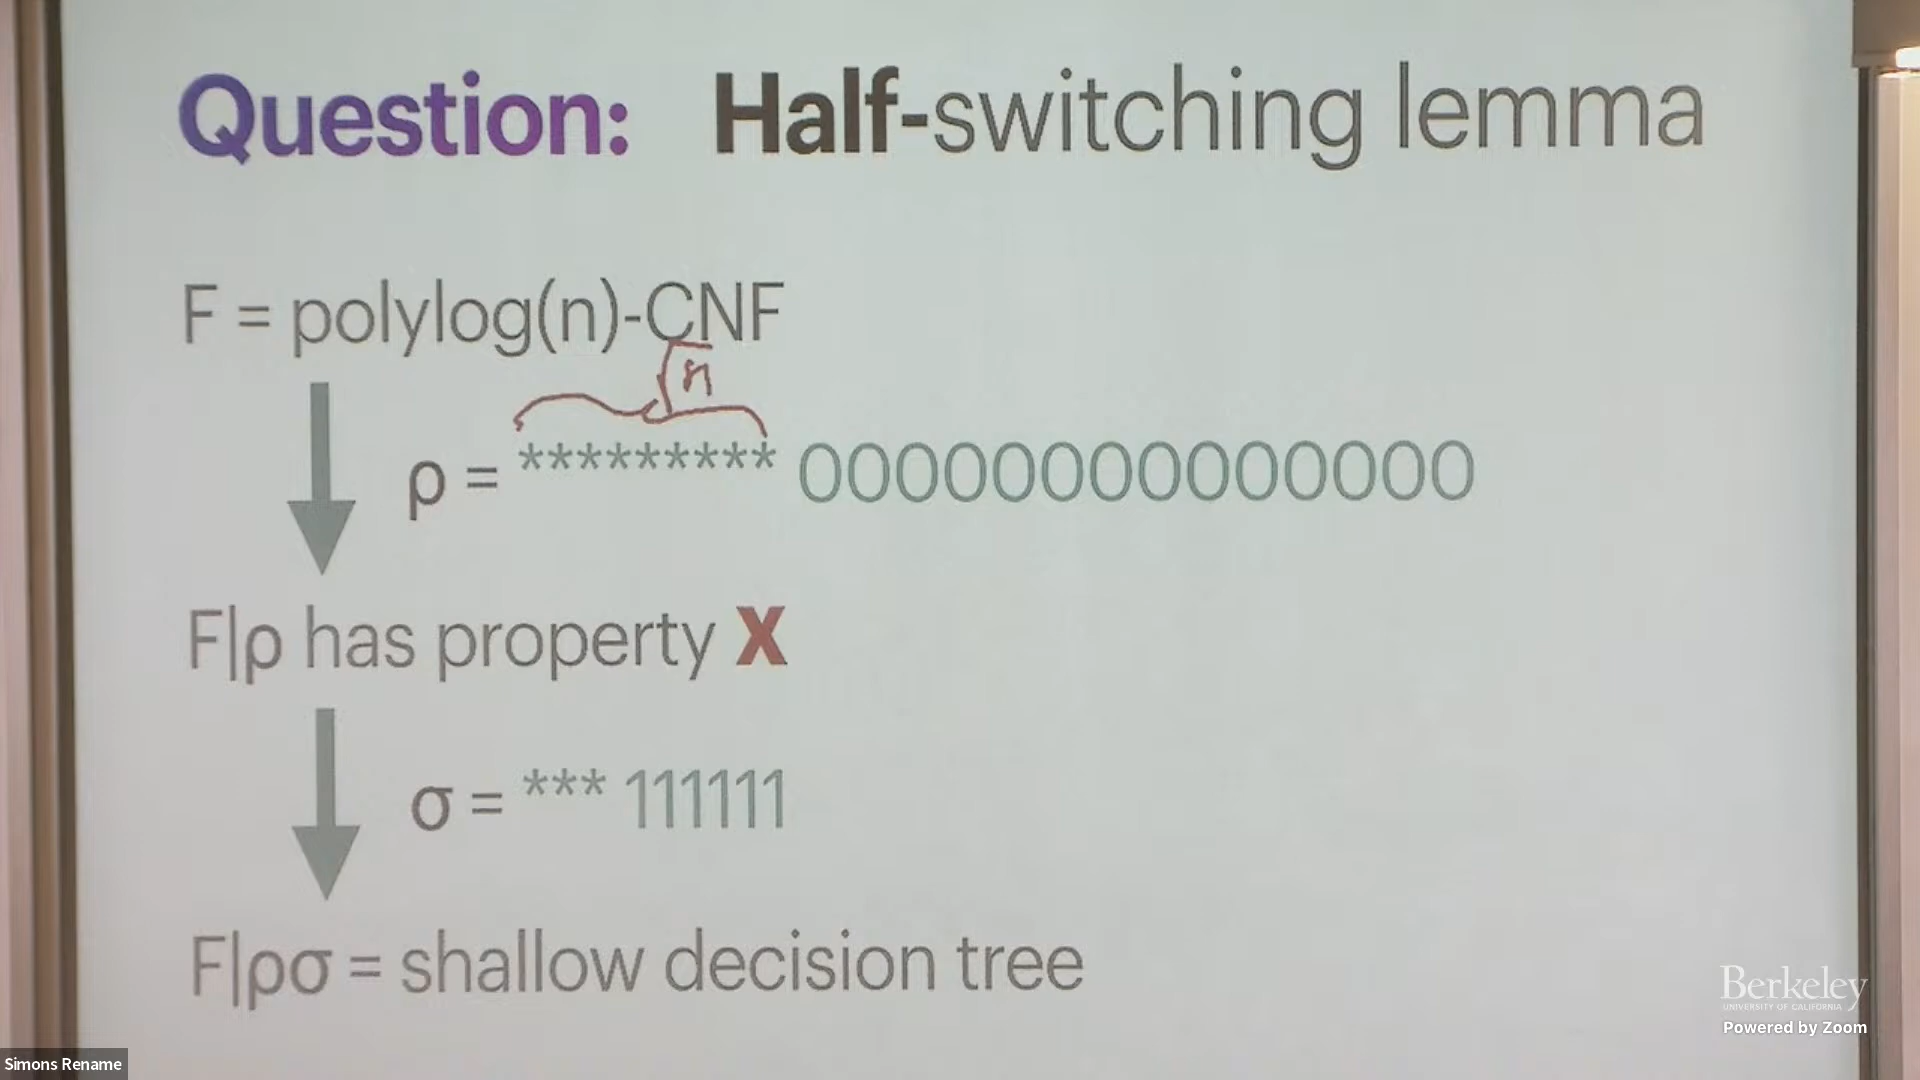 Question: Half-switching lemma
F = polylog(n)-CNF
√n
ρ = ********* 00000000000000
F|ρ has property X
σ = *** 111111
F|ρσ = shallow decision tree
Berkeley
UNIVERSITY OF CALIFORNIA
Powered by Zoom
Simons Rename